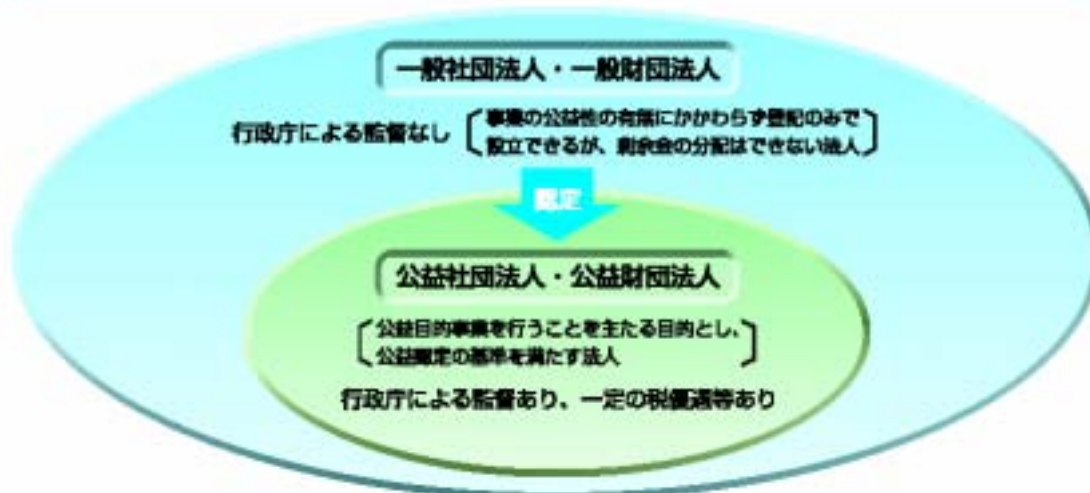 一般社団法人・一般財団法人
行政庁による監督なし
事業の公益性の有無にかかわらず登記のみで
設立できるが、剰余金の分配はできない法人
認定
公益社団法人・公益財団法人
公益目的事業を行うことを主たる目的とし、
公益認定の基準を満たす法人
行政庁による監督あり、一定の税優遇等あり